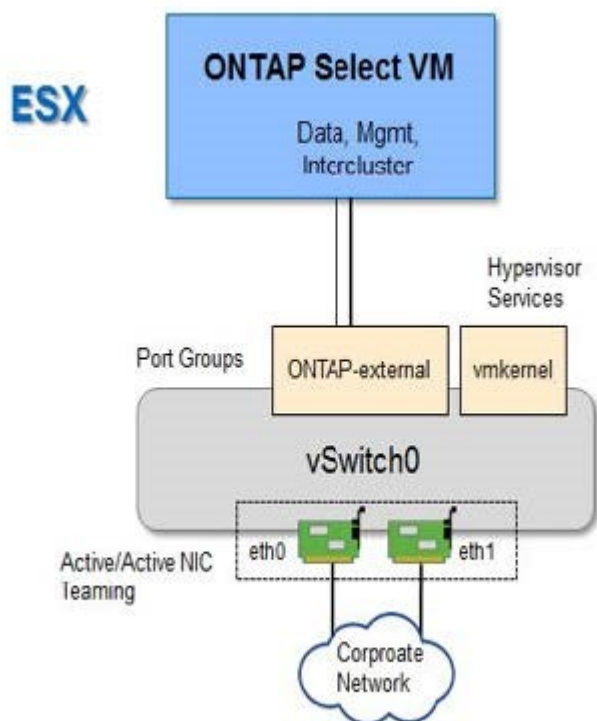 ESX
ONTAP Select VM
Data, Mgmt,
Intercluster
Hypervisor
Services
Port Groups
ONTAP-external
vmkernel
vSwitch0
eth0
eth1
Active/Active NIC
Teaming
Corproate
Network